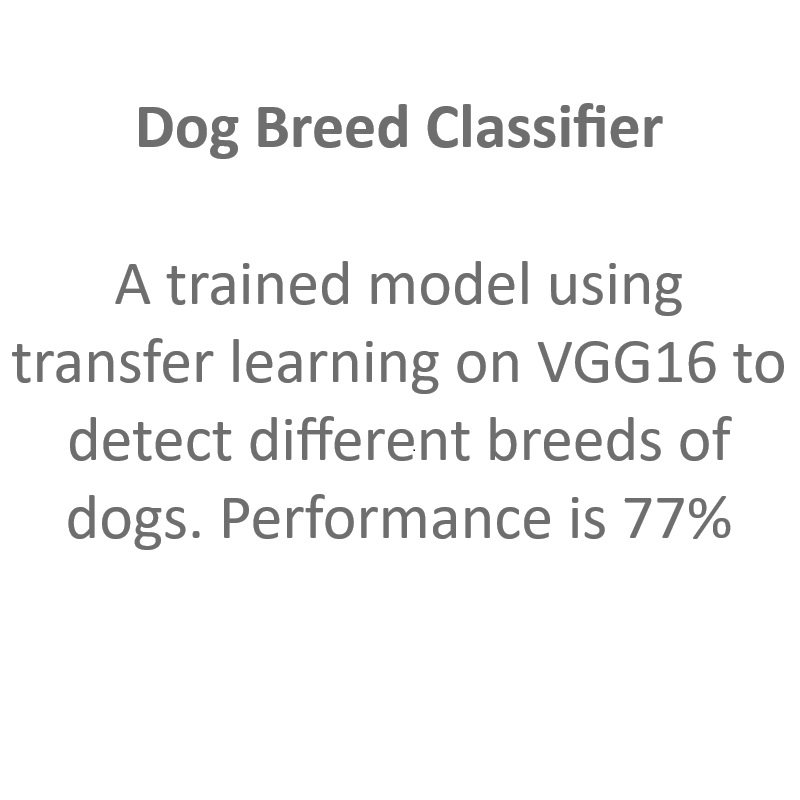 Dog Breed Classifier
A trained model using
transfer learning on VGG16 to
detect different breeds of
dogs. Performance is 77%